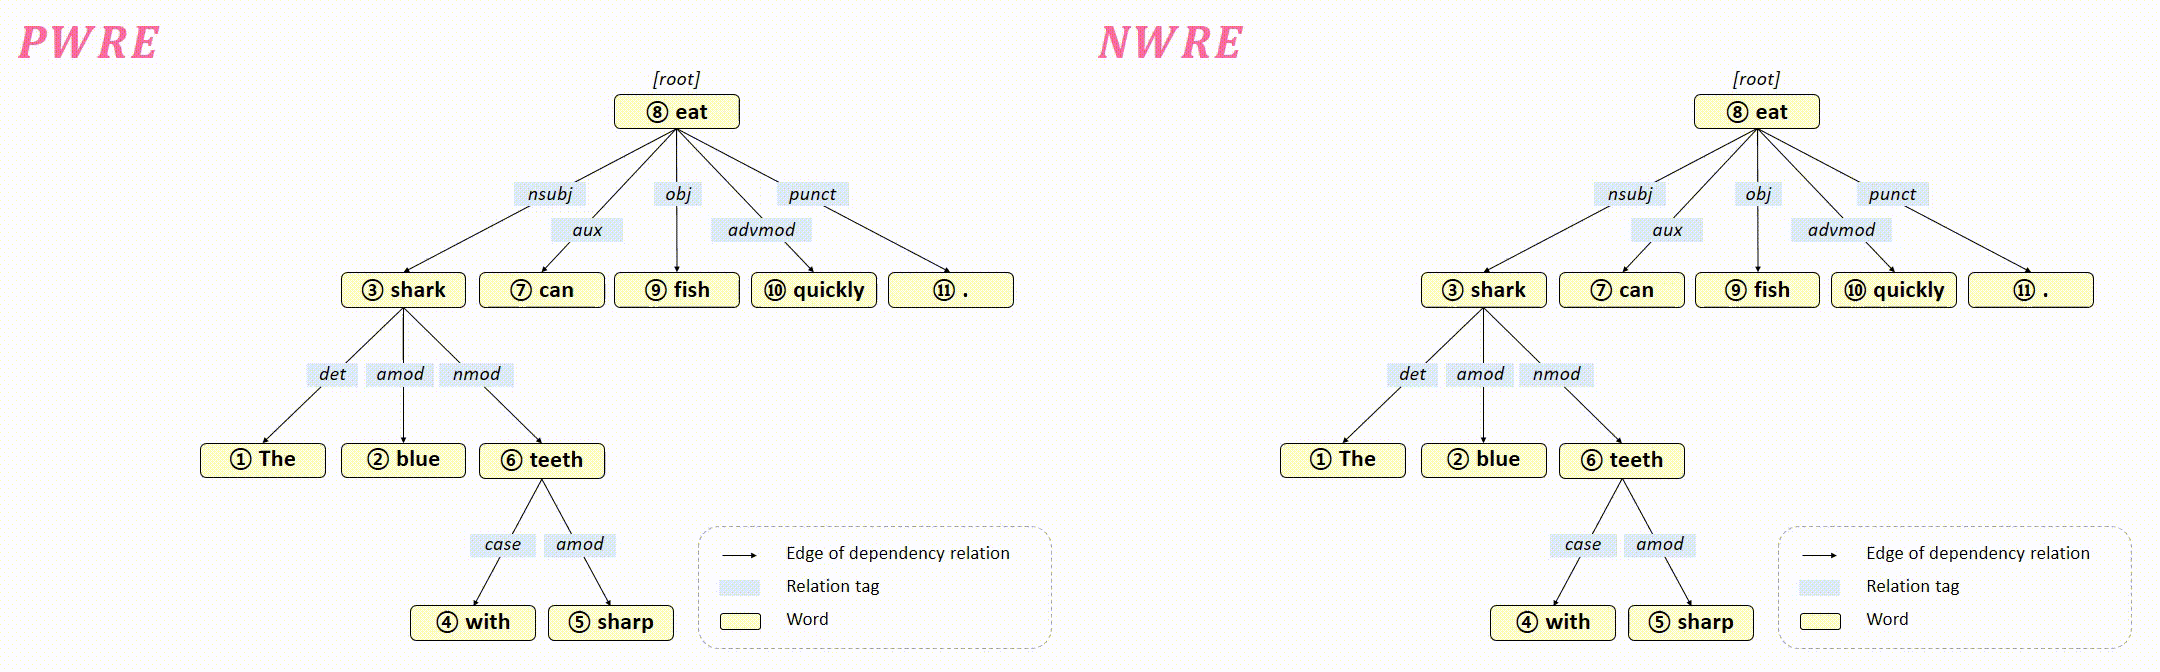 PWRE
[root]
⑧ eat
nsubj
obj
punct
aux
advmod
③ shark
⑦ can
⑨ fish
⑩ quickly
⑪ .
det
amod
nmod
① The
② blue
⑥ teeth
case
amod
④ with
⑤ sharp
Edge of dependency relation
Relation tag
Word
NWRE
[root]
⑧ eat
nsubj
obj
punct
aux
advmod
③ shark
⑦ can
⑨ fish
⑩ quickly
⑪ .
det
amod
nmod
① The
② blue
⑥ teeth
case
amod
④ with
⑤ sharp
Edge of dependency relation
Relation tag
Word